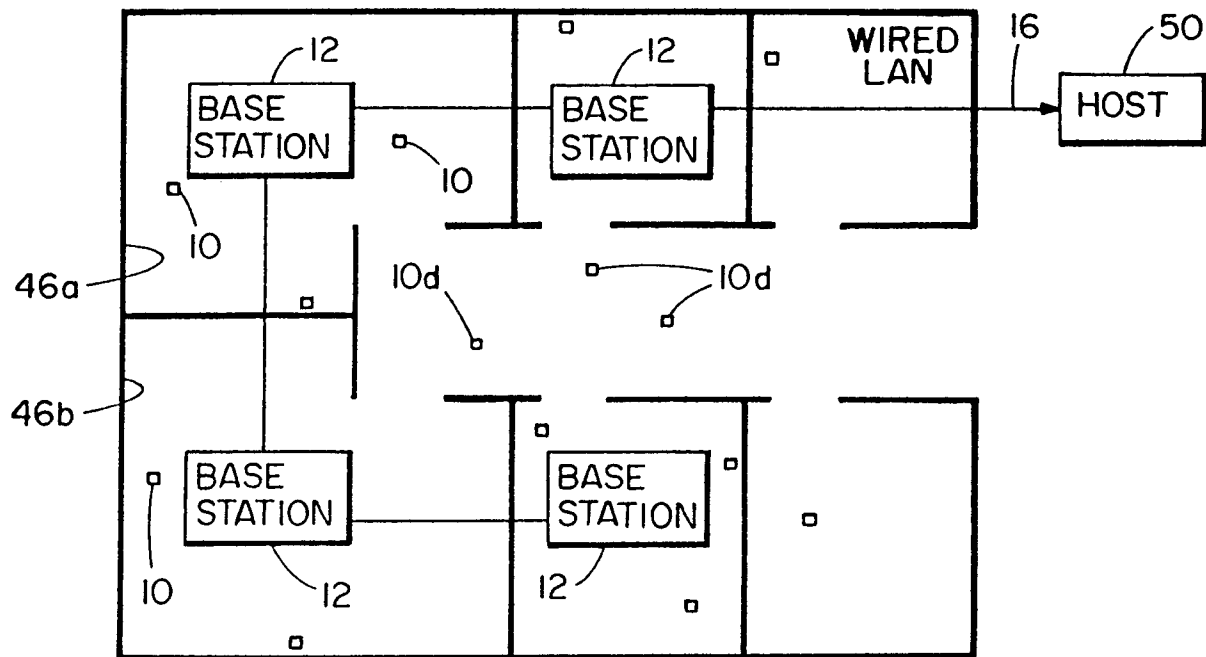 12
BASE
STATION
12
BASE
STATION
WIRED
LAN
16
50
HOST
10
10
46a
10d
10d
46b
BASE
STATION
12
BASE
STATION
12
10